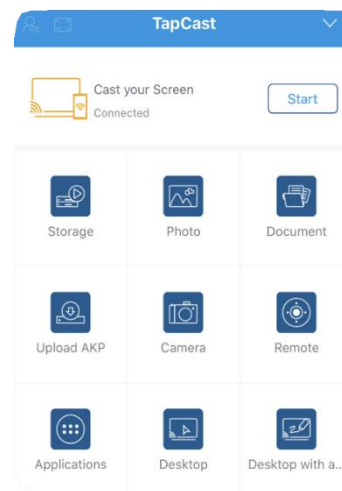 TapCast
Cast your Screen
Connected
Start
Storage
Photo
Document
Upload AKP
Camera
Remote
Applications
Desktop
Desktop with a..